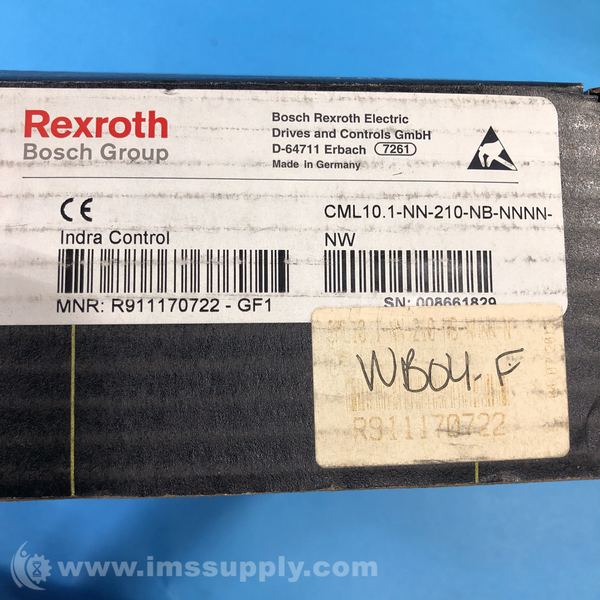 Rexroth
Bosch Group
Bosch Rexroth Electric
Drives and Controls GmbH
D-64711 Erbach 7261
Made in Germany
CE
CML10.1-NN-210-NB-NNNN-
NW
Indra Control
MNR: R911170722 - GF1
SN: 008661829
WB04-F
R911170722
www.imssupply.com